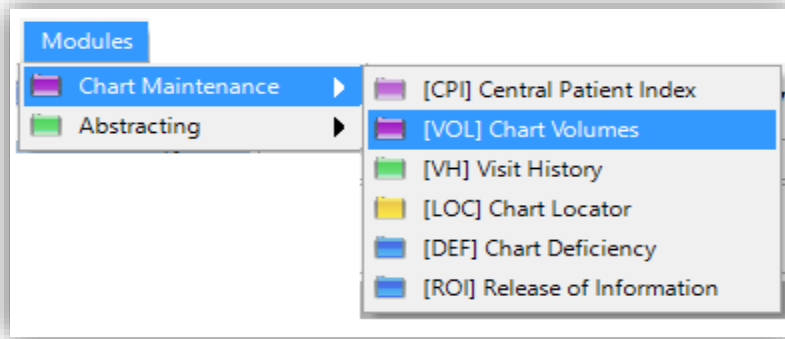 Modules
Chart Maintenance
Abstracting
[CPI] Central Patient Index
[VOL] Chart Volumes
[VH] Visit History
[LOC] Chart Locator
[DEF] Chart Deficiency
[ROI] Release of Information